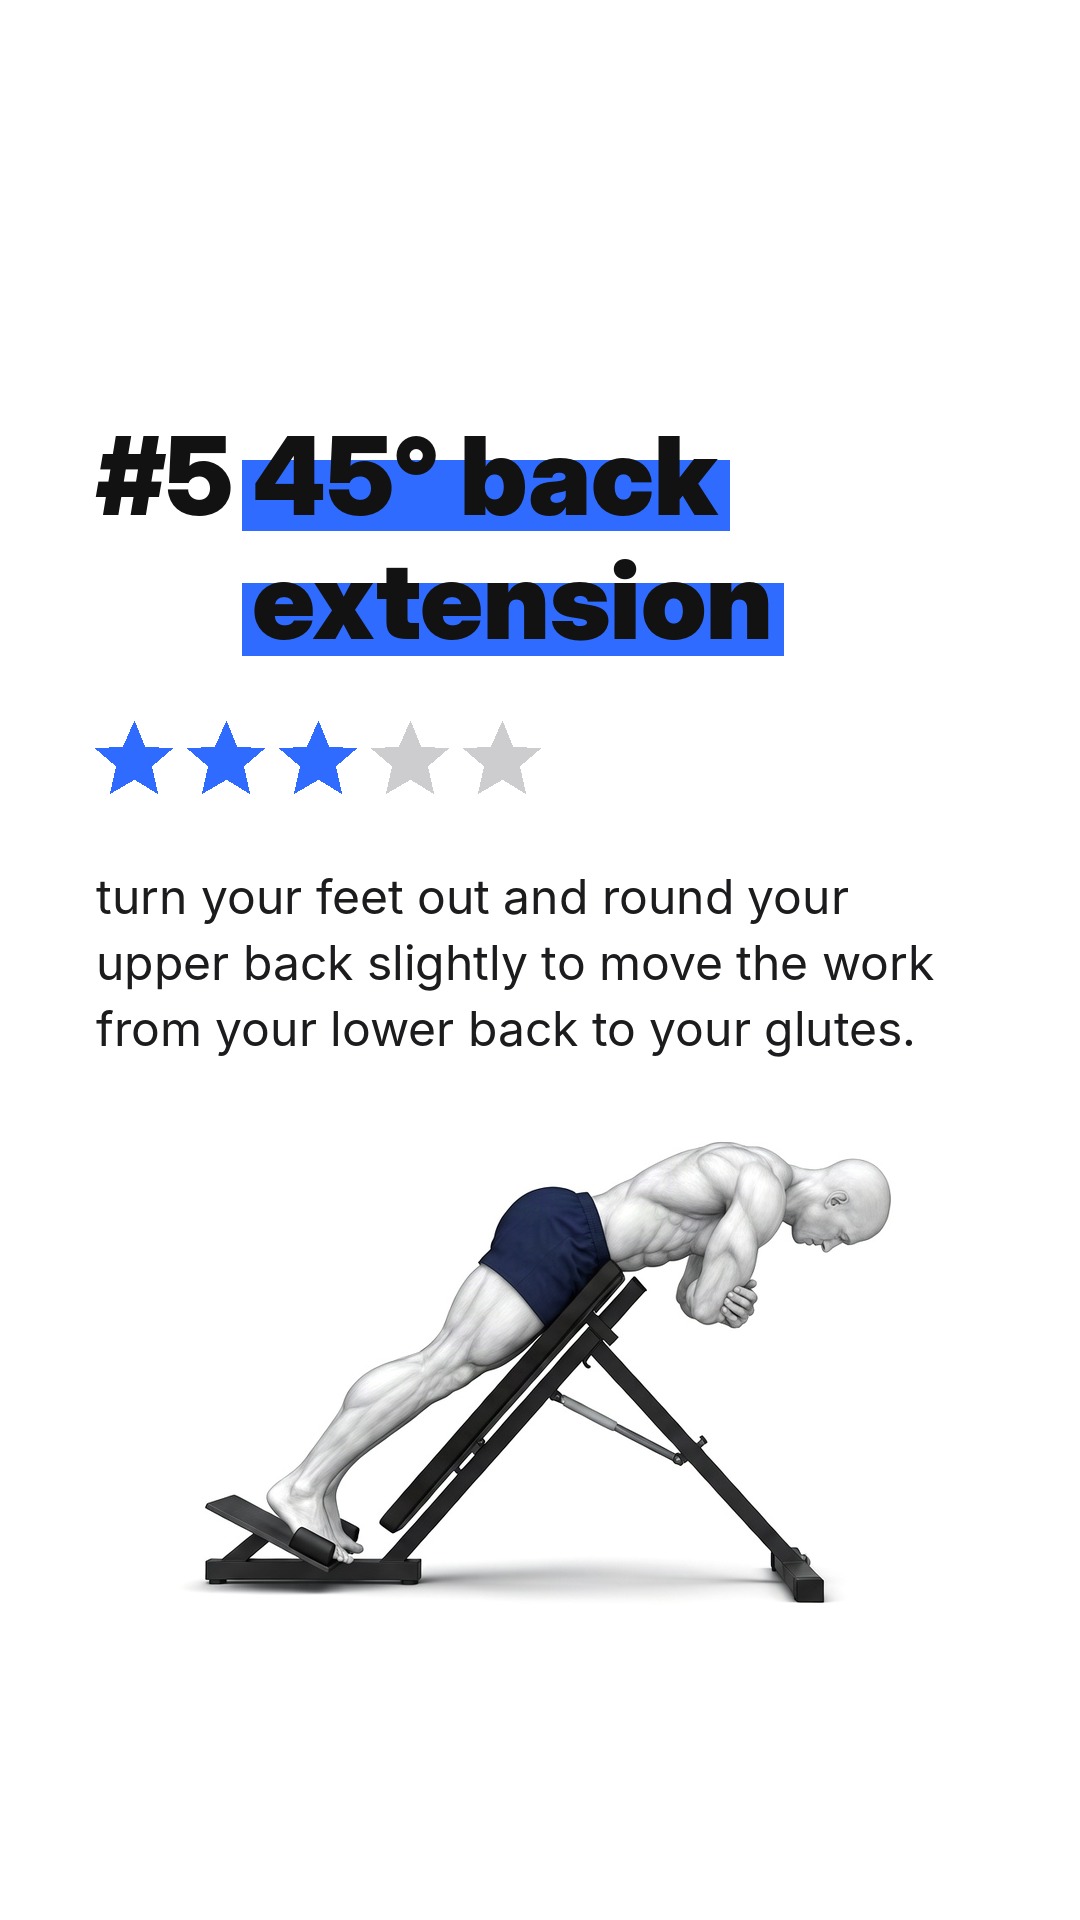 #5 45° back
extension
turn your feet out and round your
upper back slightly to move the work
from your lower back to your glutes.